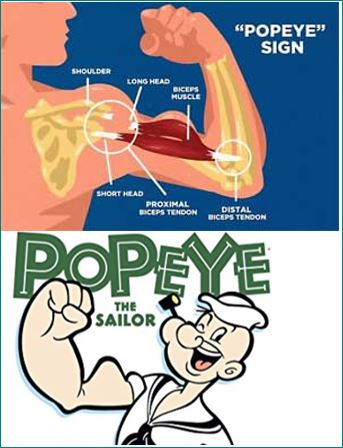 “POPEYE”
SIGN
SHOULDER
LONG HEAD
BICEPS
MUSCLE
SHORT HEAD
PROXIMAL
BICEPS TENDON
DISTAL
BICEPS TENDON
POPEYE
THE
SAILOR